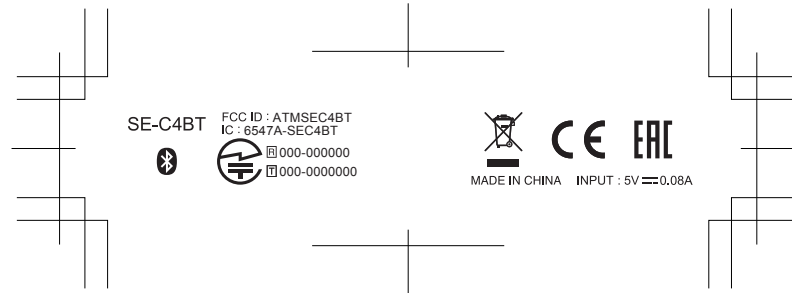 SE-C4BT
FCC ID : ATMSEC4BT
IC : 6547A-SEC4BT
R 000-000000
T 000-0000000
CE
EAC
MADE IN CHINA INPUT : 5V ⎓ 0.08A